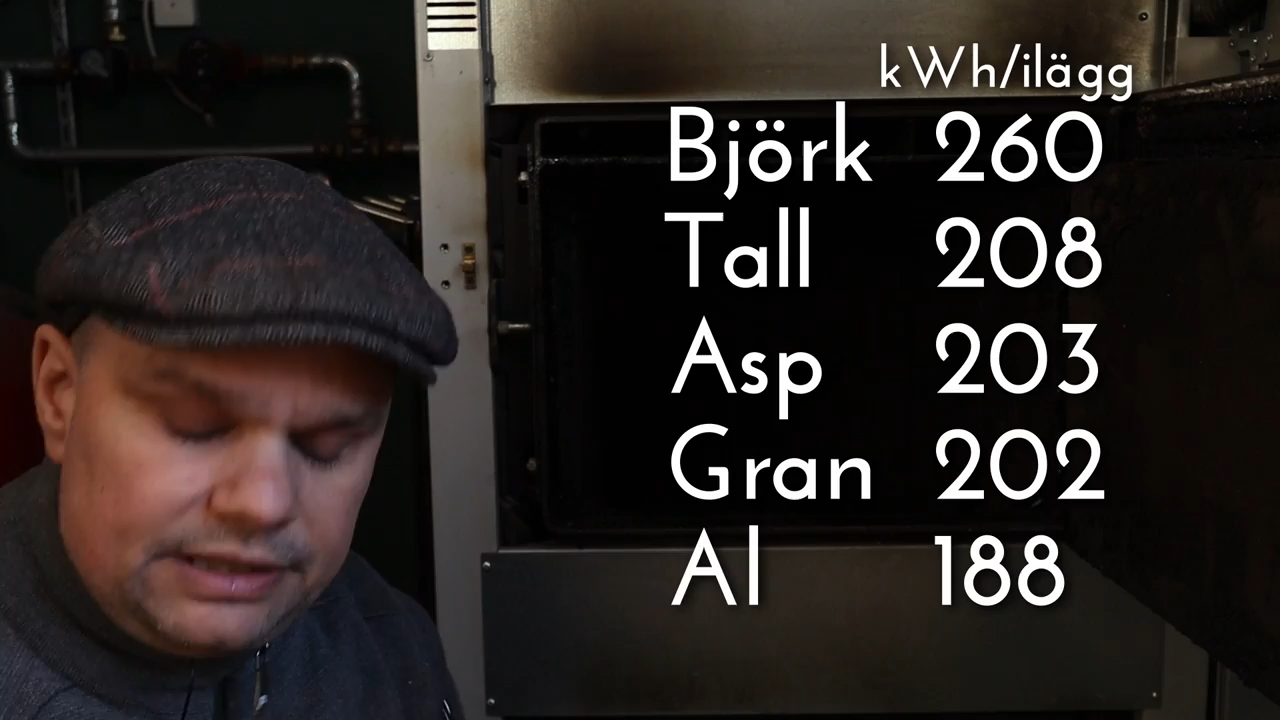 kWh/ilägg
Björk 260
Tall 208
Asp 203
Gran 202
Al 188